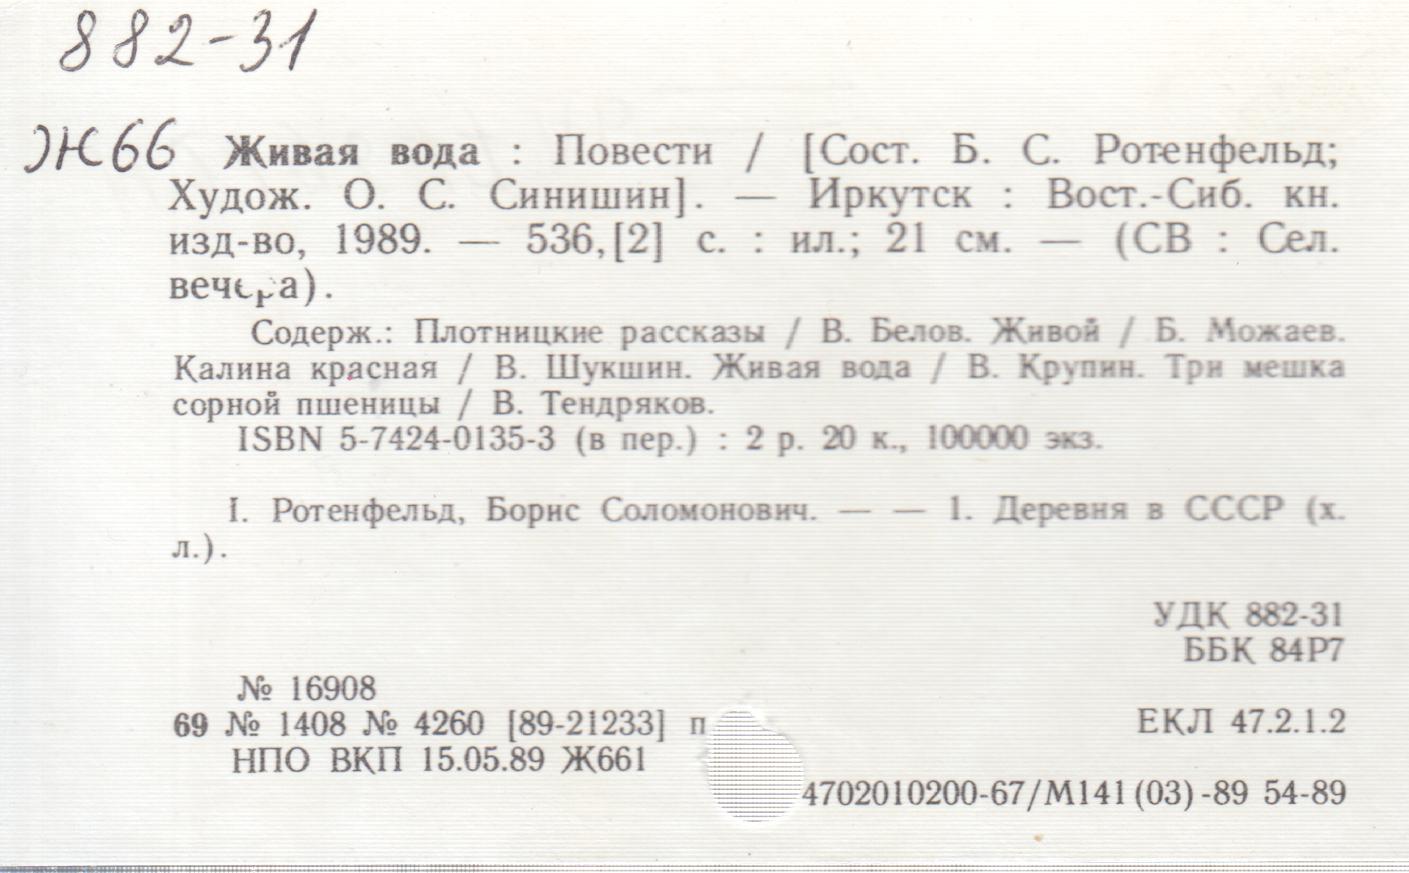 882-31
Ж66 Живая вода : Повести / [Сост. Б. С. Ротенфельд;
Худож. О. С. Синишин]. — Иркутск : Вост.-Сиб. кн.
изд-во, 1989. — 536,[2] с. : ил.; 21 см. — (СВ : Сел.
вечера).
Содерж.: Плотницкие рассказы / В. Белов. Живой / Б. Можаев.
Калина красная / В. Шукшин. Живая вода / В. Крупин. Три мешка
сорной пшеницы / В. Тендряков.
ISBN 5-7424-0135-3 (в пер.) : 2 р. 20 к., 100000 экз.
I. Ротенфельд, Борис Соломонович. — — 1. Деревня в СССР (х.
л.).
УДК 882-31
ББК 84Р7
№ 16908
69 № 1408 № 4260 [89-21233] п
ЕКЛ 47.2.1.2
НПО ВКП 15.05.89 Ж661
4702010200-67/М141(03)-89 54-89